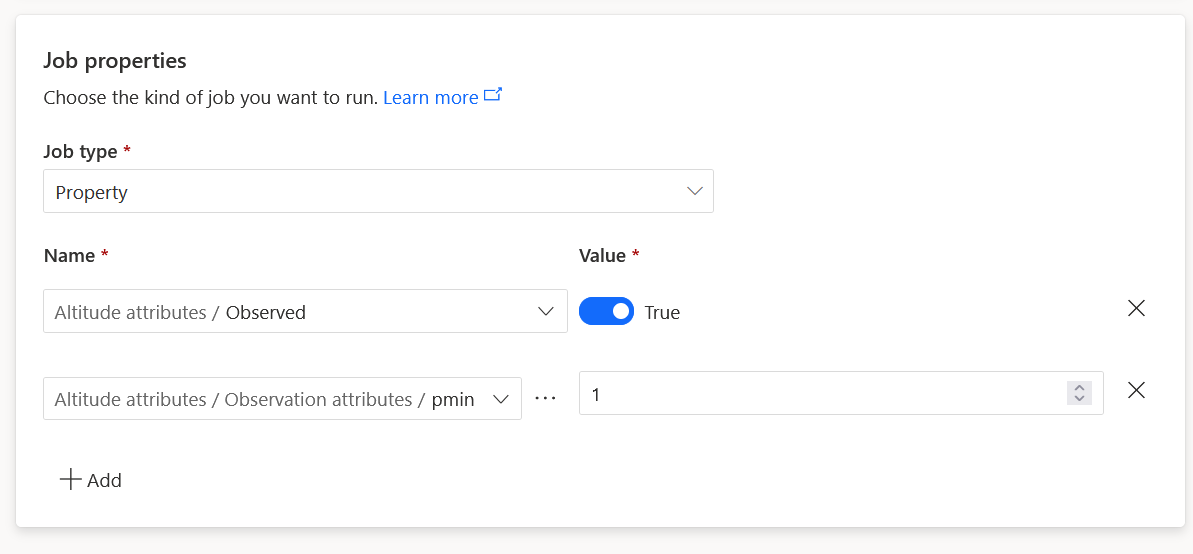 Job properties
Choose the kind of job you want to run. Learn more
Job type *
Property
Name * Value *
Altitude attributes / Observed True
Altitude attributes / Observation attributes / pmin ... 1
Add